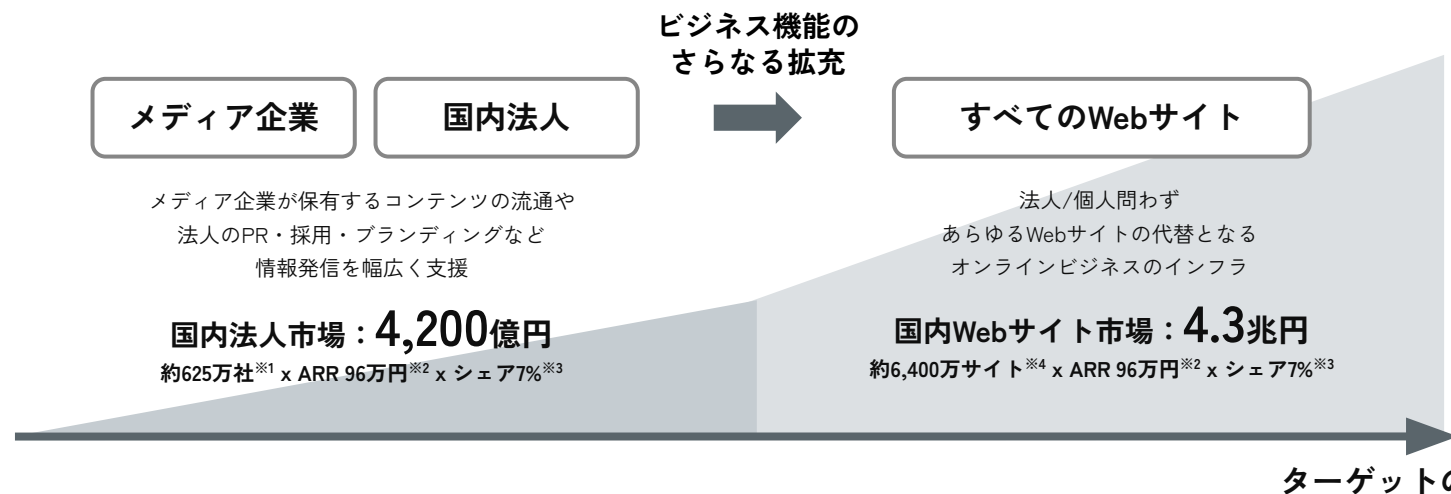 ビジネス機能の
さらなる拡充
メディア企業
国内法人
すべてのWebサイト
メディア企業が保有するコンテンツの流通や
法人のPR・採用・ブランディングなど
情報発信を幅広く支援
法人/個人問わず
あらゆるWebサイトの代替となる
オンラインビジネスのインフラ
国内法人市場：4,200億円
約625万社※1 x ARR 96万円※2 x シェア7%※3
国内Webサイト市場：4.3兆円
約6,400万サイト※4 x ARR 96万円※2 x シェア7%※3
ターゲットの